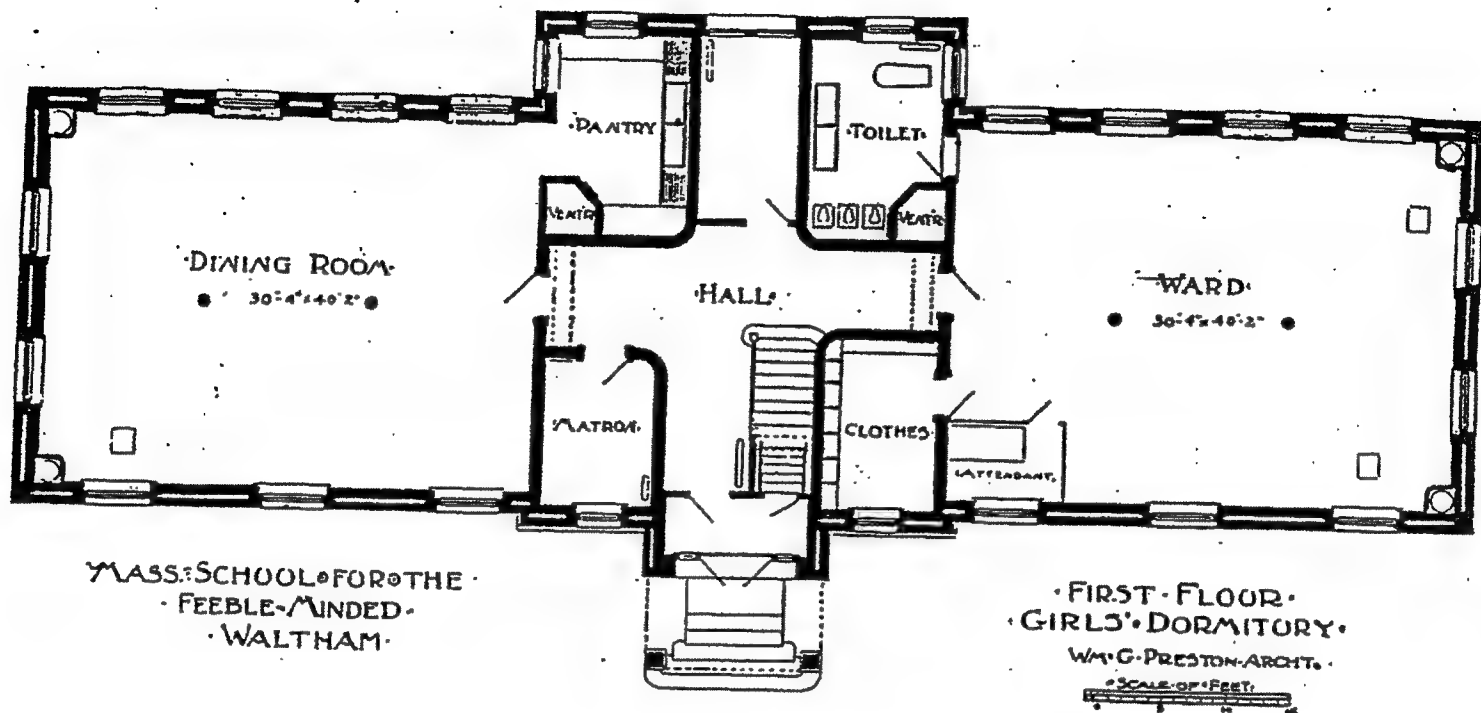 ·PANTRY·
·TOILET·
VENT'R
VENT'R
·DINING ROOM·
30'-4"x40'-2"
·HALL·
·WARD·
30'-4"x40'-2"
·MATRON·
·CLOTHES·
·ATTENDANT·
MASS·SCHOOL·FOR·THE·
·FEEBLE-MINDED·
·WALTHAM·
·FIRST·FLOOR·
·GIRLS'·DORMITORY·
WM·G·PRESTON·ARCHT·
·SCALE·OF·FEET·